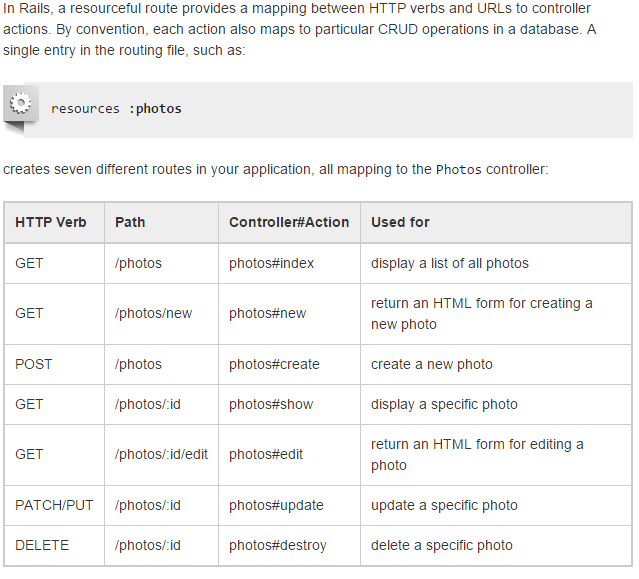 In Rails, a resourceful route provides a mapping between HTTP verbs and URLs to controller
actions. By convention, each action also maps to particular CRUD operations in a database. A
single entry in the routing file, such as:
resources :photos
creates seven different routes in your application, all mapping to the Photos controller:
HTTP Verb Path Controller#Action Used for
GET /photos photos#index display a list of all photos
GET /photos/new photos#new return an HTML form for creating a
new photo
POST /photos photos#create create a new photo
GET /photos/:id photos#show display a specific photo
GET /photos/:id/edit photos#edit return an HTML form for editing a
photo
PATCH/PUT /photos/:id photos#update update a specific photo
DELETE /photos/:id photos#destroy delete a specific photo